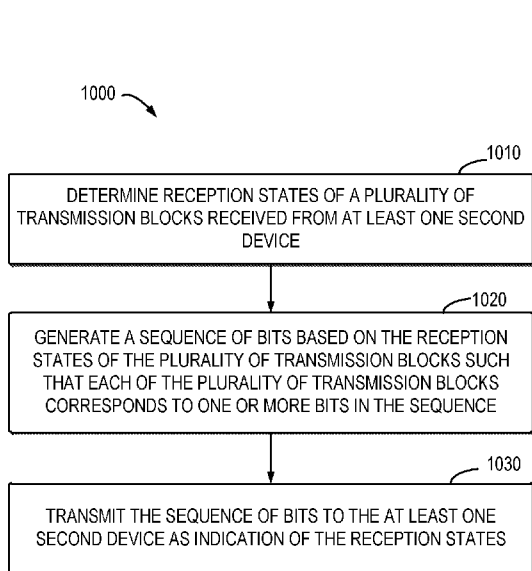 1000
1010
DETERMINE RECEPTION STATES OF A PLURALITY OF
TRANSMISSION BLOCKS RECEIVED FROM AT LEAST ONE SECOND
DEVICE
1020
GENERATE A SEQUENCE OF BITS BASED ON THE RECEPTION
STATES OF THE PLURALITY OF TRANSMISSION BLOCKS SUCH
THAT EACH OF THE PLURALITY OF TRANSMISSION BLOCKS
CORRESPONDS TO ONE OR MORE BITS IN THE SEQUENCE
1030
TRANSMIT THE SEQUENCE OF BITS TO THE AT LEAST ONE
SECOND DEVICE AS INDICATION OF THE RECEPTION STATES